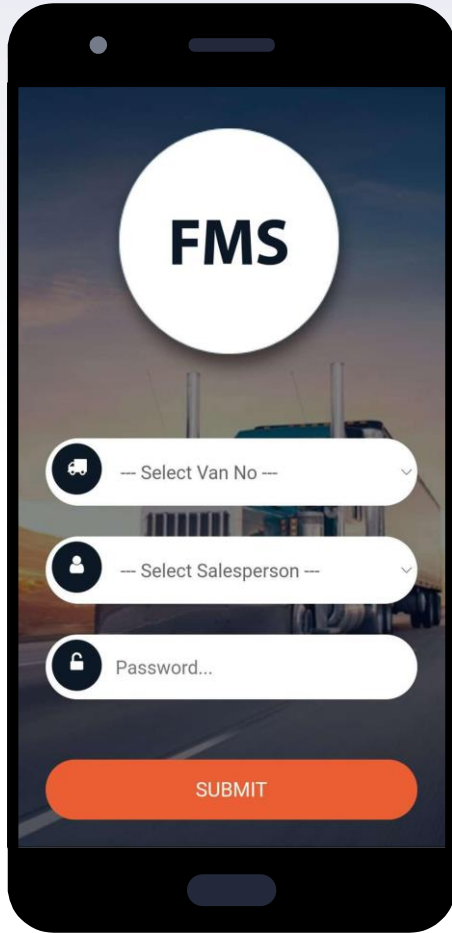 FMS
--- Select Van No ---
--- Select Salesperson ---
Password...
SUBMIT